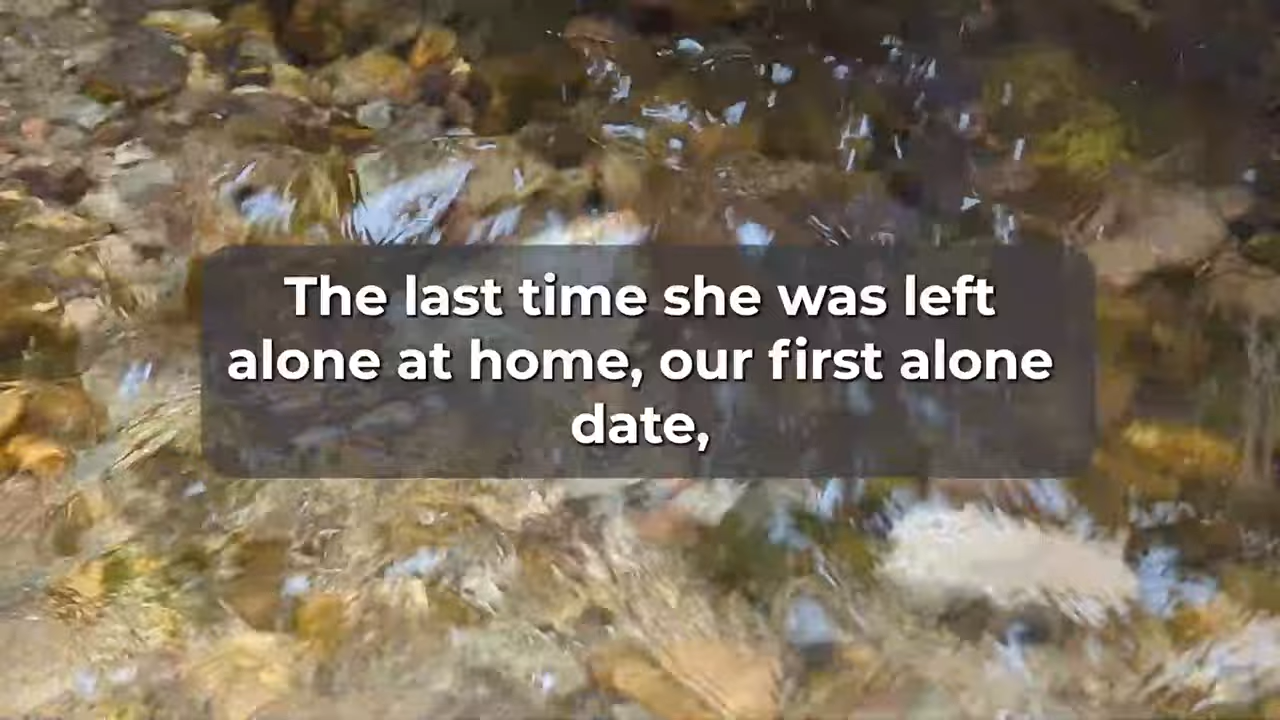 The last time she was left
alone at home, our first alone
date,